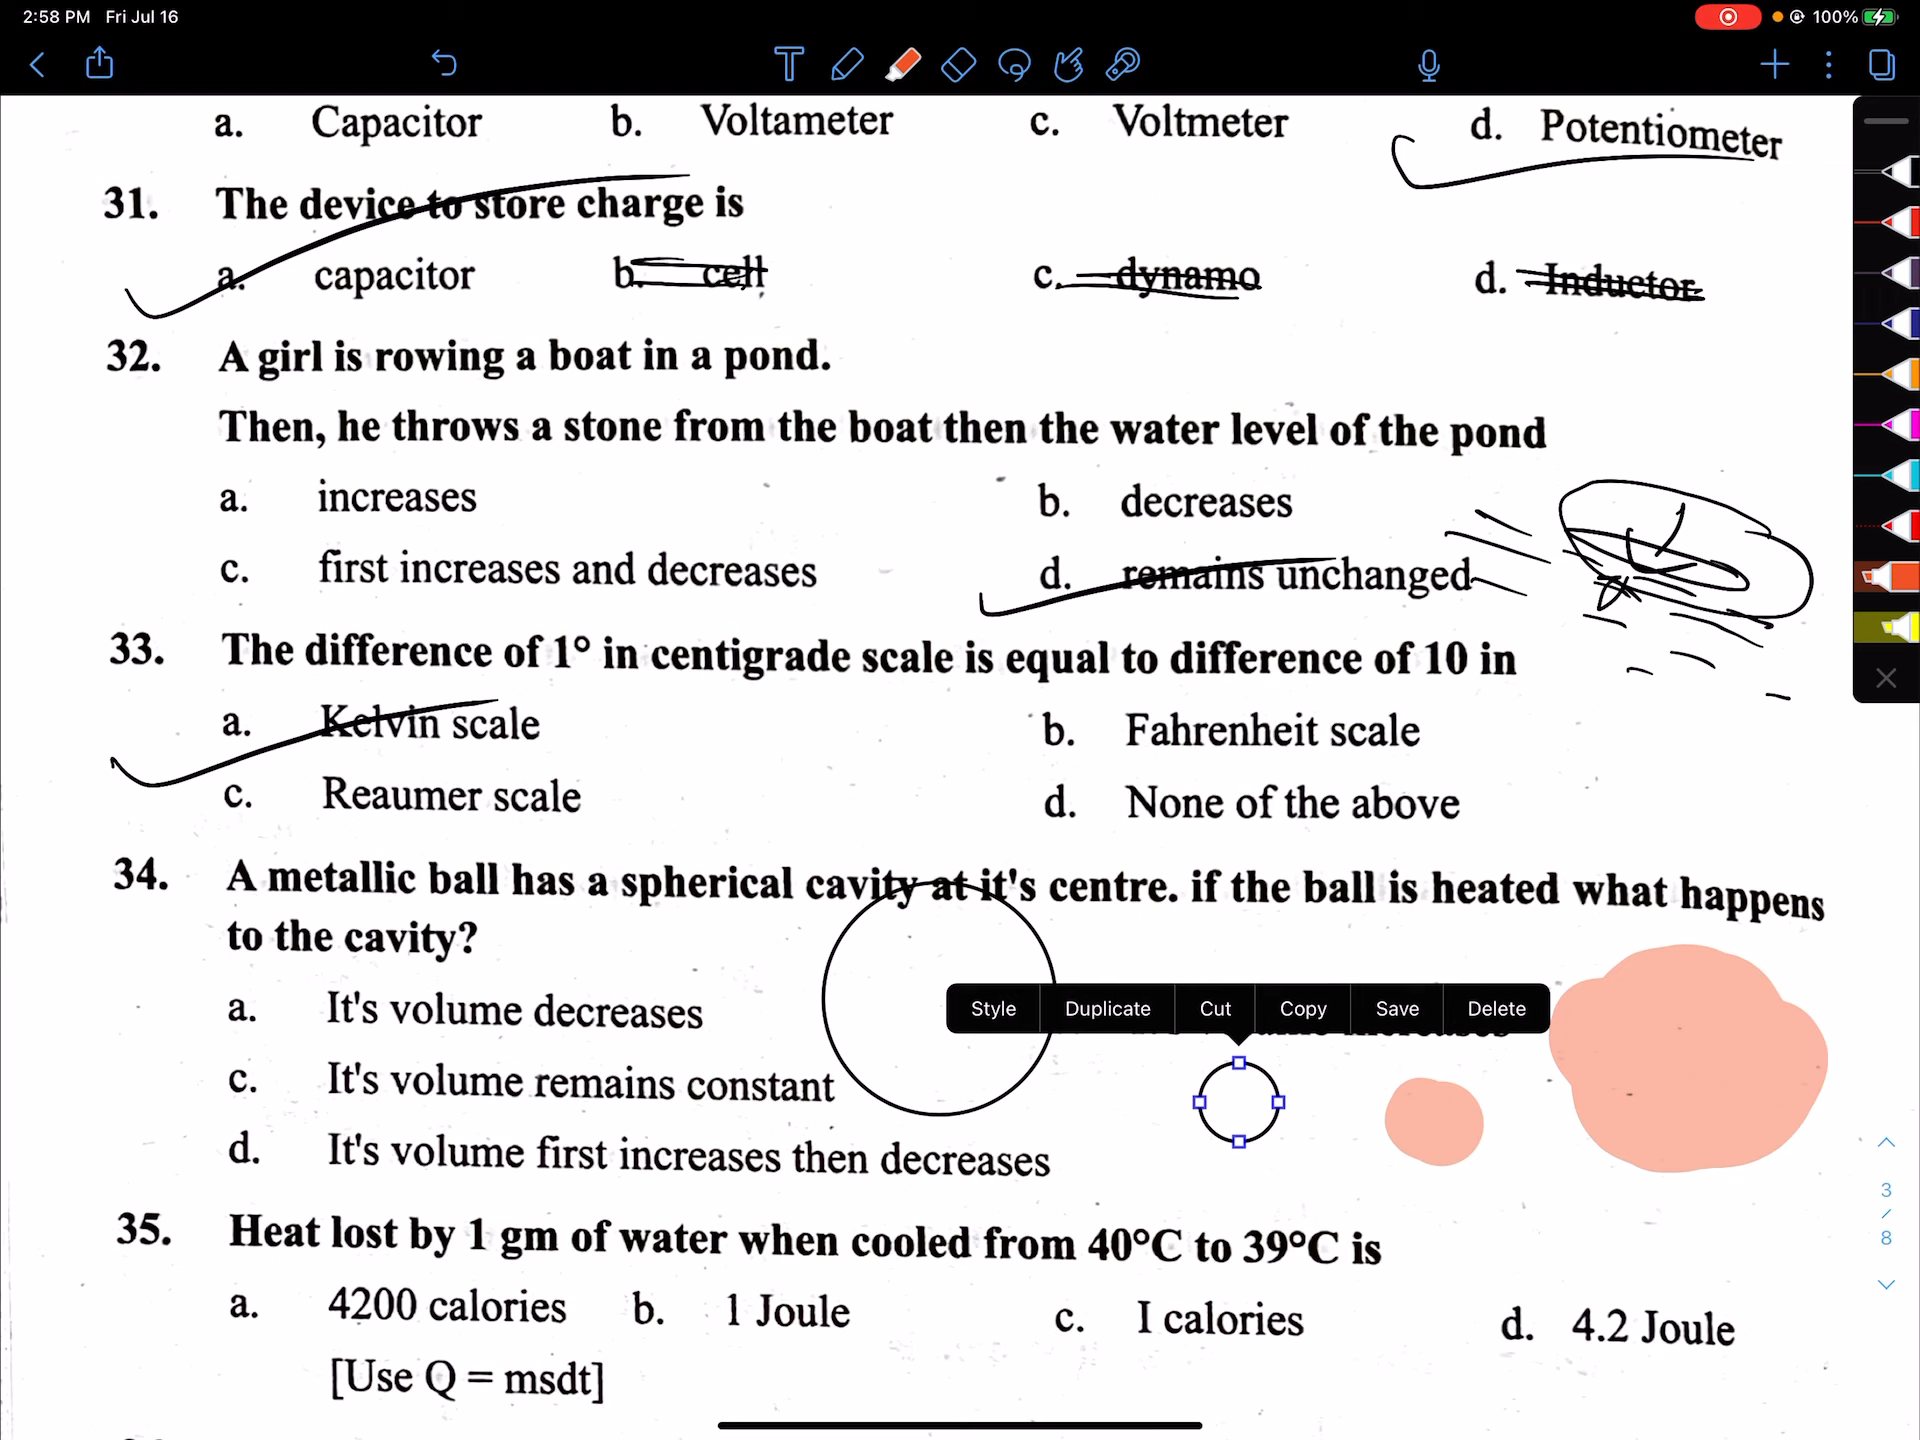 2:58 PM Fri Jul 16
100%
a. Capacitor b. Voltameter c. Voltmeter d. Potentiometer
31. The device to store charge is
a. capacitor b. cell c. dynamo d. Inductor
32. A girl is rowing a boat in a pond.
Then, he throws a stone from the boat then the water level of the pond
a. increases b. decreases
c. first increases and decreases d. remains unchanged
33. The difference of 1° in centigrade scale is equal to difference of 10 in
a. Kelvin scale b. Fahrenheit scale
c. Reaumer scale d. None of the above
34. A metallic ball has a spherical cavity at it's centre. if the ball is heated what happens
to the cavity?
a. It's volume decreases
Style Duplicate Cut Copy Save Delete
c. It's volume remains constant
d. It's volume first increases then decreases
35. Heat lost by 1 gm of water when cooled from 40°C to 39°C is
a. 4200 calories b. 1 Joule c. I calories d. 4.2 Joule
[Use Q = msdt]
3
/
8